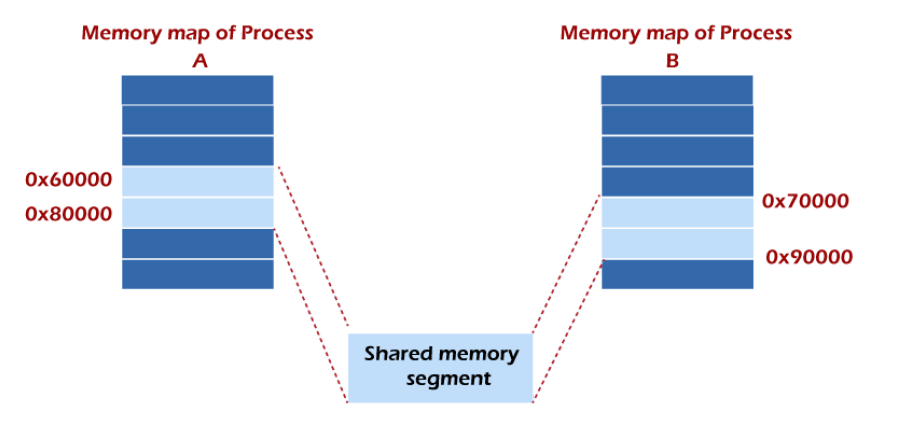 Memory map of Process
A
Memory map of Process
B
0x60000
0x80000
0x70000
0x90000
Shared memory
segment